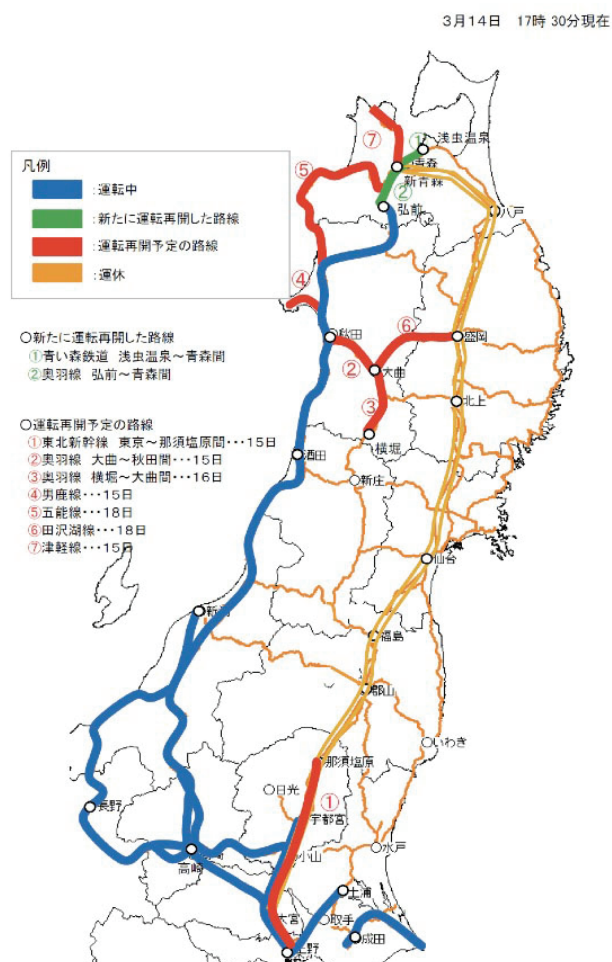 3月14日 17時30分現在
凡例
:運転中
:新たに運転再開した路線
:運転再開予定の路線
:運休
○新たに運転再開した路線
①青い森鉄道 浅虫温泉~青森間
②奥羽線 弘前~青森間
○運転再開予定の路線
①東北新幹線 東京~那須塩原間・・・15日
②奥羽線 大曲~秋田間・・・15日
③奥羽線 横堀~大曲間・・・16日
④男鹿線・・・15日
⑤五能線・・・18日
⑥田沢湖線・・・18日
⑦津軽線・・・15日
⑦
①
浅虫温泉
青森
新青森
⑤
②
弘前
八戸
④
秋田
⑥
盛岡
②
大曲
③
北上
横堀
酒田
新庄
仙台
新潟
福島
郡山
いわき
那須塩原
日光
①
宇都宮
長野
高崎
小山
水戸
土浦
大宮
取手
成田
上野